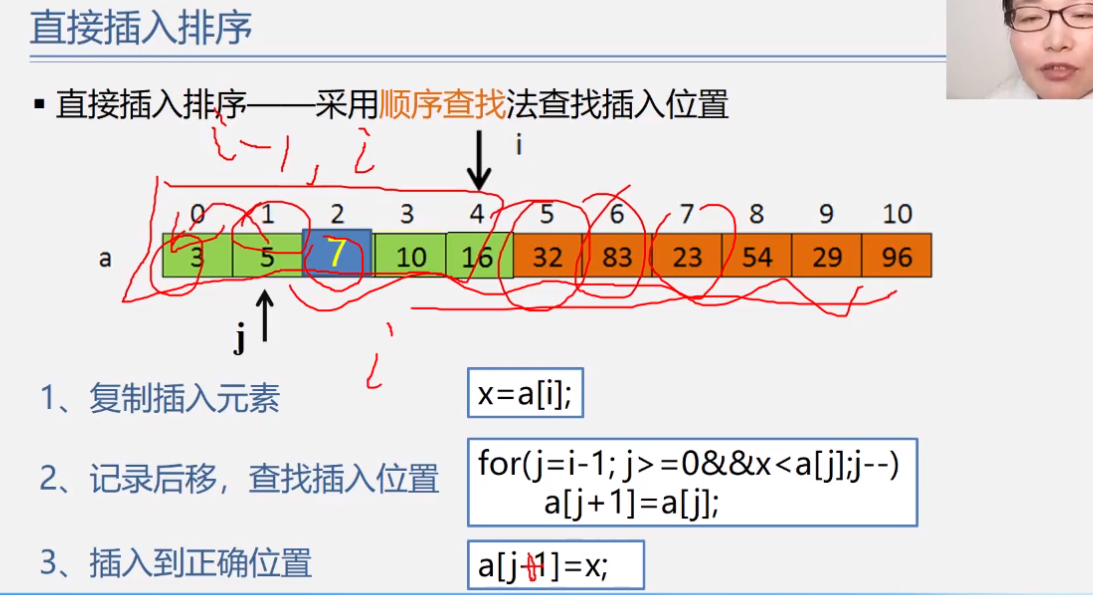 直接插入排序
▪ 直接插入排序——采用顺序查找法查找插入位置
i-1, i
i
0 1 2 3 4 5 6 7 8 9 10
a 3 5 7 10 16 32 83 23 54 29 96
j
i
1、复制插入元素 x=a[i];
2、记录后移，查找插入位置 for(j=i-1; j>=0&&x<a[j];j--)
a[j+1]=a[j];
3、插入到正确位置 a[j+1]=x;